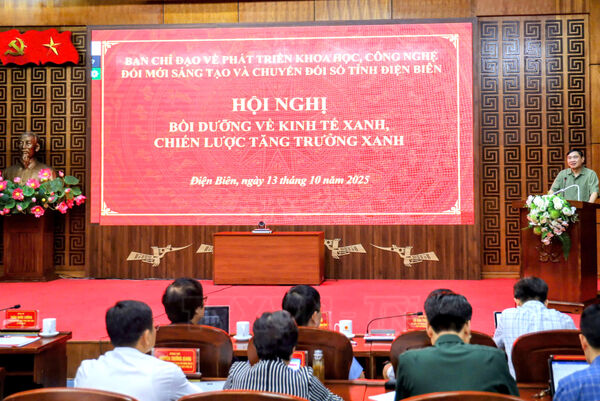 BAN CHỈ ĐẠO VỀ PHÁT TRIỂN KHOA HỌC, CÔNG NGHỆ
ĐỔI MỚI SÁNG TẠO VÀ CHUYỂN ĐỔI SỐ TỈNH ĐIỆN BIÊN
HỘI NGHỊ
BỒI DƯỠNG VỀ KINH TẾ XANH,
CHIẾN LƯỢC TĂNG TRƯỞNG XANH
Điện Biên, ngày 13 tháng 10 năm 2025